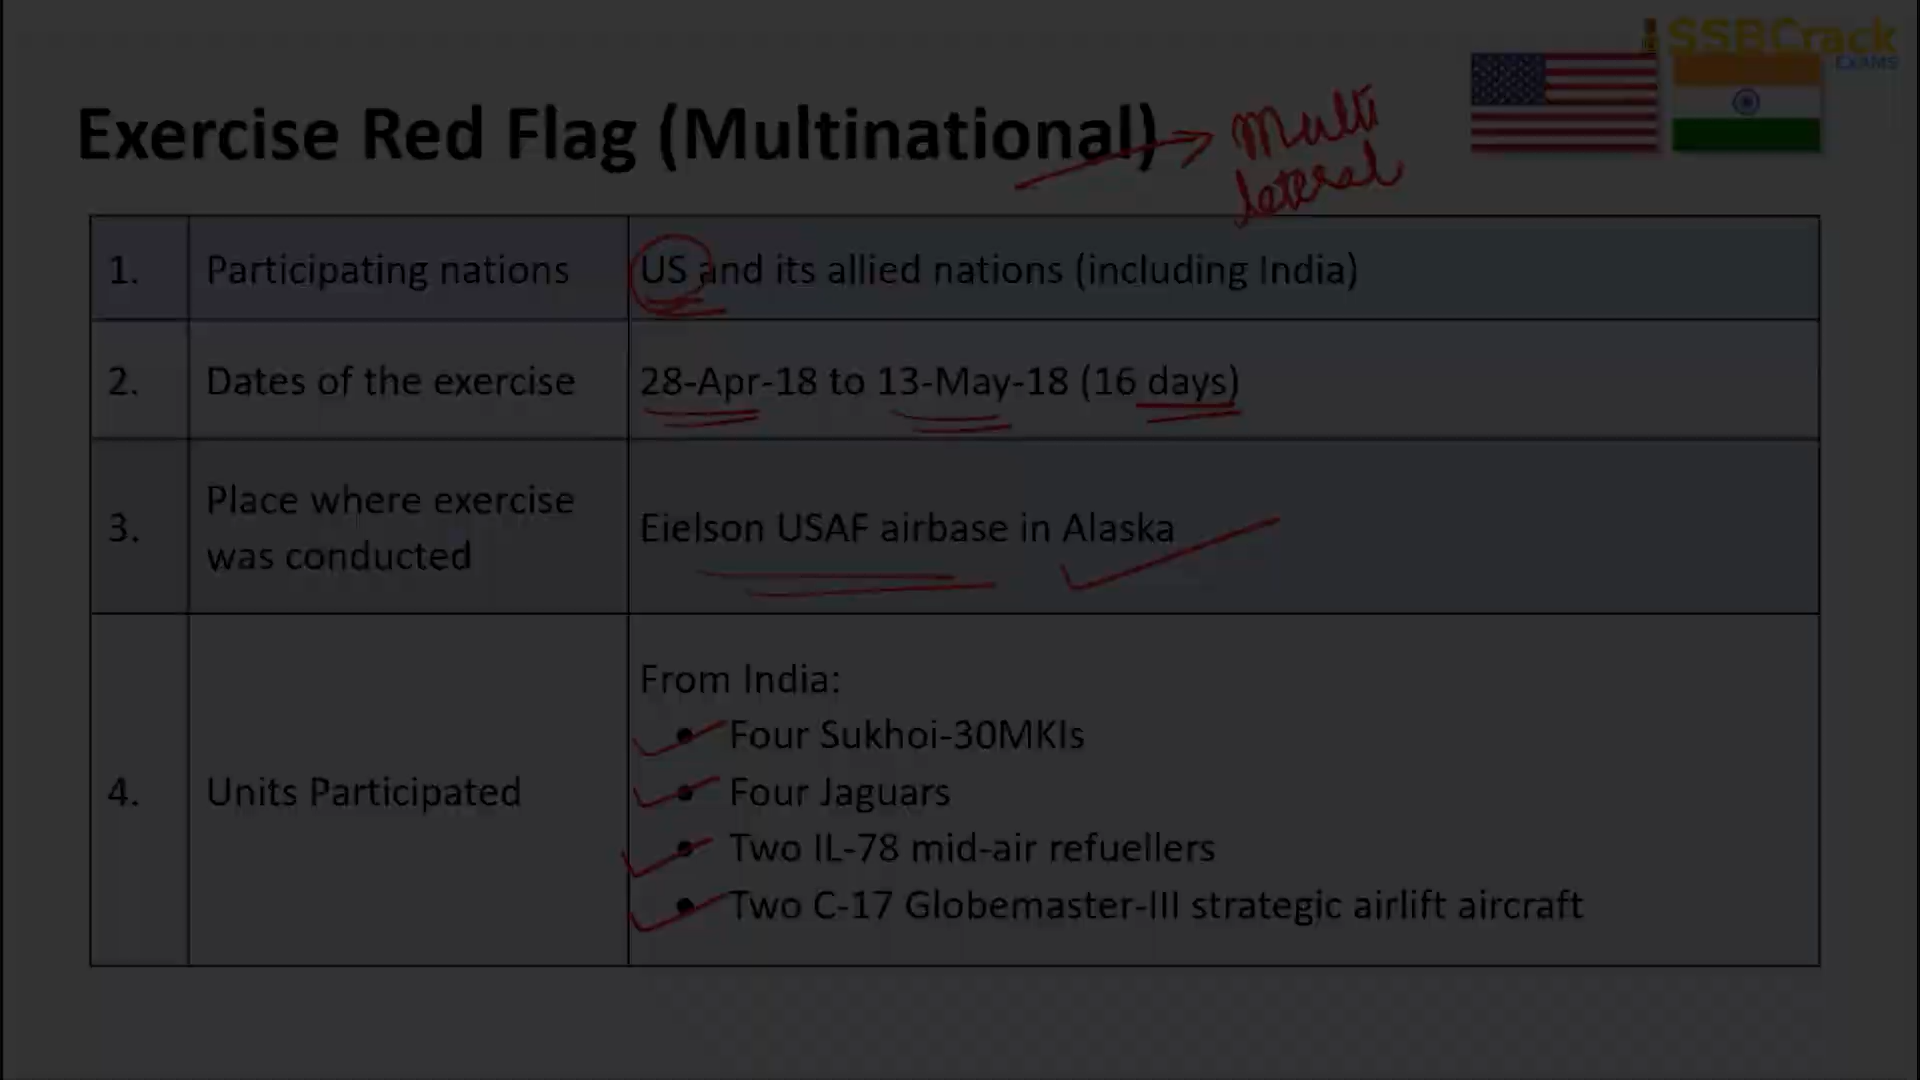 SSBCrack
EXAMS
Exercise Red Flag (Multinational)
Multi
lateral
1. Participating nations US and its allied nations (including India)
2. Dates of the exercise 28-Apr-18 to 13-May-18 (16 days)
3. Place where exercise was conducted Eielson USAF airbase in Alaska
4. Units Participated From India:
• Four Sukhoi-30MKIs
• Four Jaguars
• Two IL-78 mid-air refuellers
• Two C-17 Globemaster-III strategic airlift aircraft